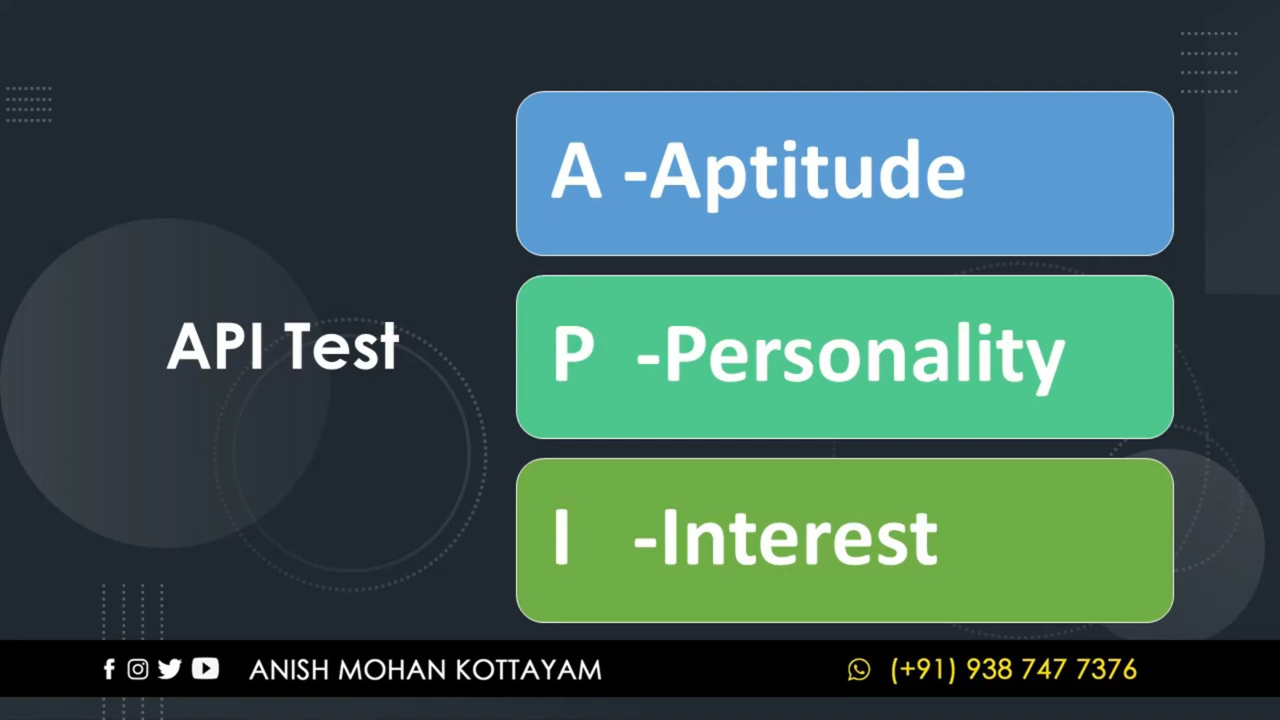 API Test
A -Aptitude
P -Personality
I -Interest
ANISH MOHAN KOTTAYAM
(+91) 938 747 7376